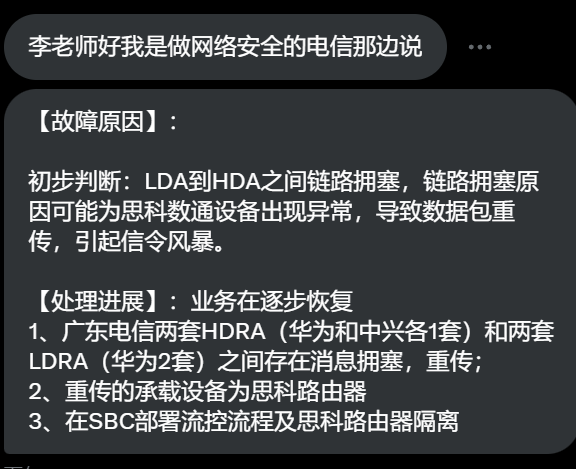 李老师好我是做网络安全的电信那边说
【故障原因】:
初步判断：LDA到HDA之间链路拥塞，链路拥塞原
因可能为思科数通设备出现异常，导致数据包重
传，引起信令风暴。
【处理进展】：业务在逐步恢复
1、广东电信两套HDRA（华为和中兴各1套）和两套
LDRA（华为2套）之间存在消息拥塞，重传；
2、重传的承载设备为思科路由器
3、在SBC部署流控流程及思科路由器隔离